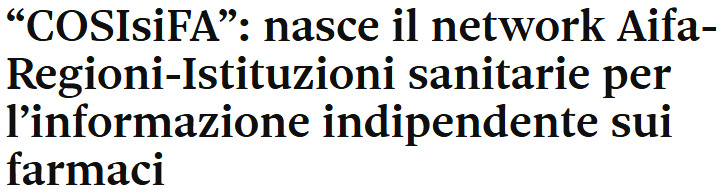 “COSIsiFA”: nasce il network Aifa-
Regioni-Istituzioni sanitarie per
l’informazione indipendente sui
farmaci